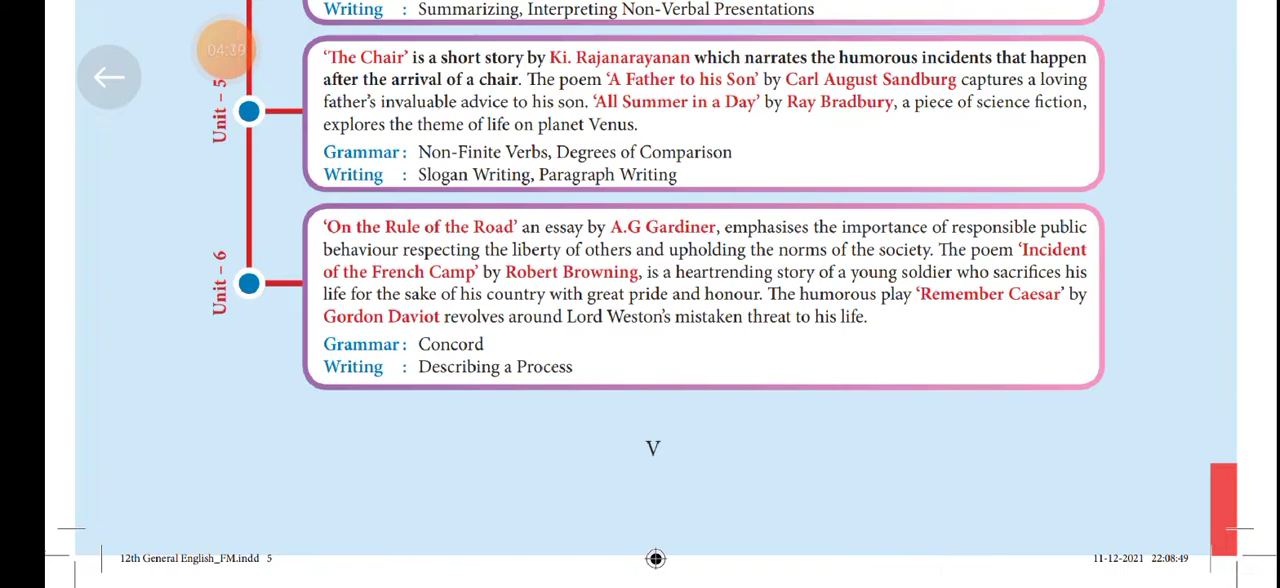 Writing : Summarizing, Interpreting Non-Verbal Presentations
04:39
Unit – 5
‘The Chair’ is a short story by Ki. Rajanarayanan which narrates the humorous incidents that happen
after the arrival of a chair. The poem ‘A Father to his Son’ by Carl August Sandburg captures a loving
father’s invaluable advice to his son. ‘All Summer in a Day’ by Ray Bradbury, a piece of science fiction,
explores the theme of life on planet Venus.
Grammar : Non-Finite Verbs, Degrees of Comparison
Writing : Slogan Writing, Paragraph Writing
Unit – 6
‘On the Rule of the Road’ an essay by A.G Gardiner, emphasises the importance of responsible public
behaviour respecting the liberty of others and upholding the norms of the society. The poem ‘Incident
of the French Camp’ by Robert Browning, is a heartrending story of a young soldier who sacrifices his
life for the sake of his country with great pride and honour. The humorous play ‘Remember Caesar’ by
Gordon Daviot revolves around Lord Weston’s mistaken threat to his life.
Grammar : Concord
Writing : Describing a Process
V
12th General English_FM.indd 5
11-12-2021 22:08:49